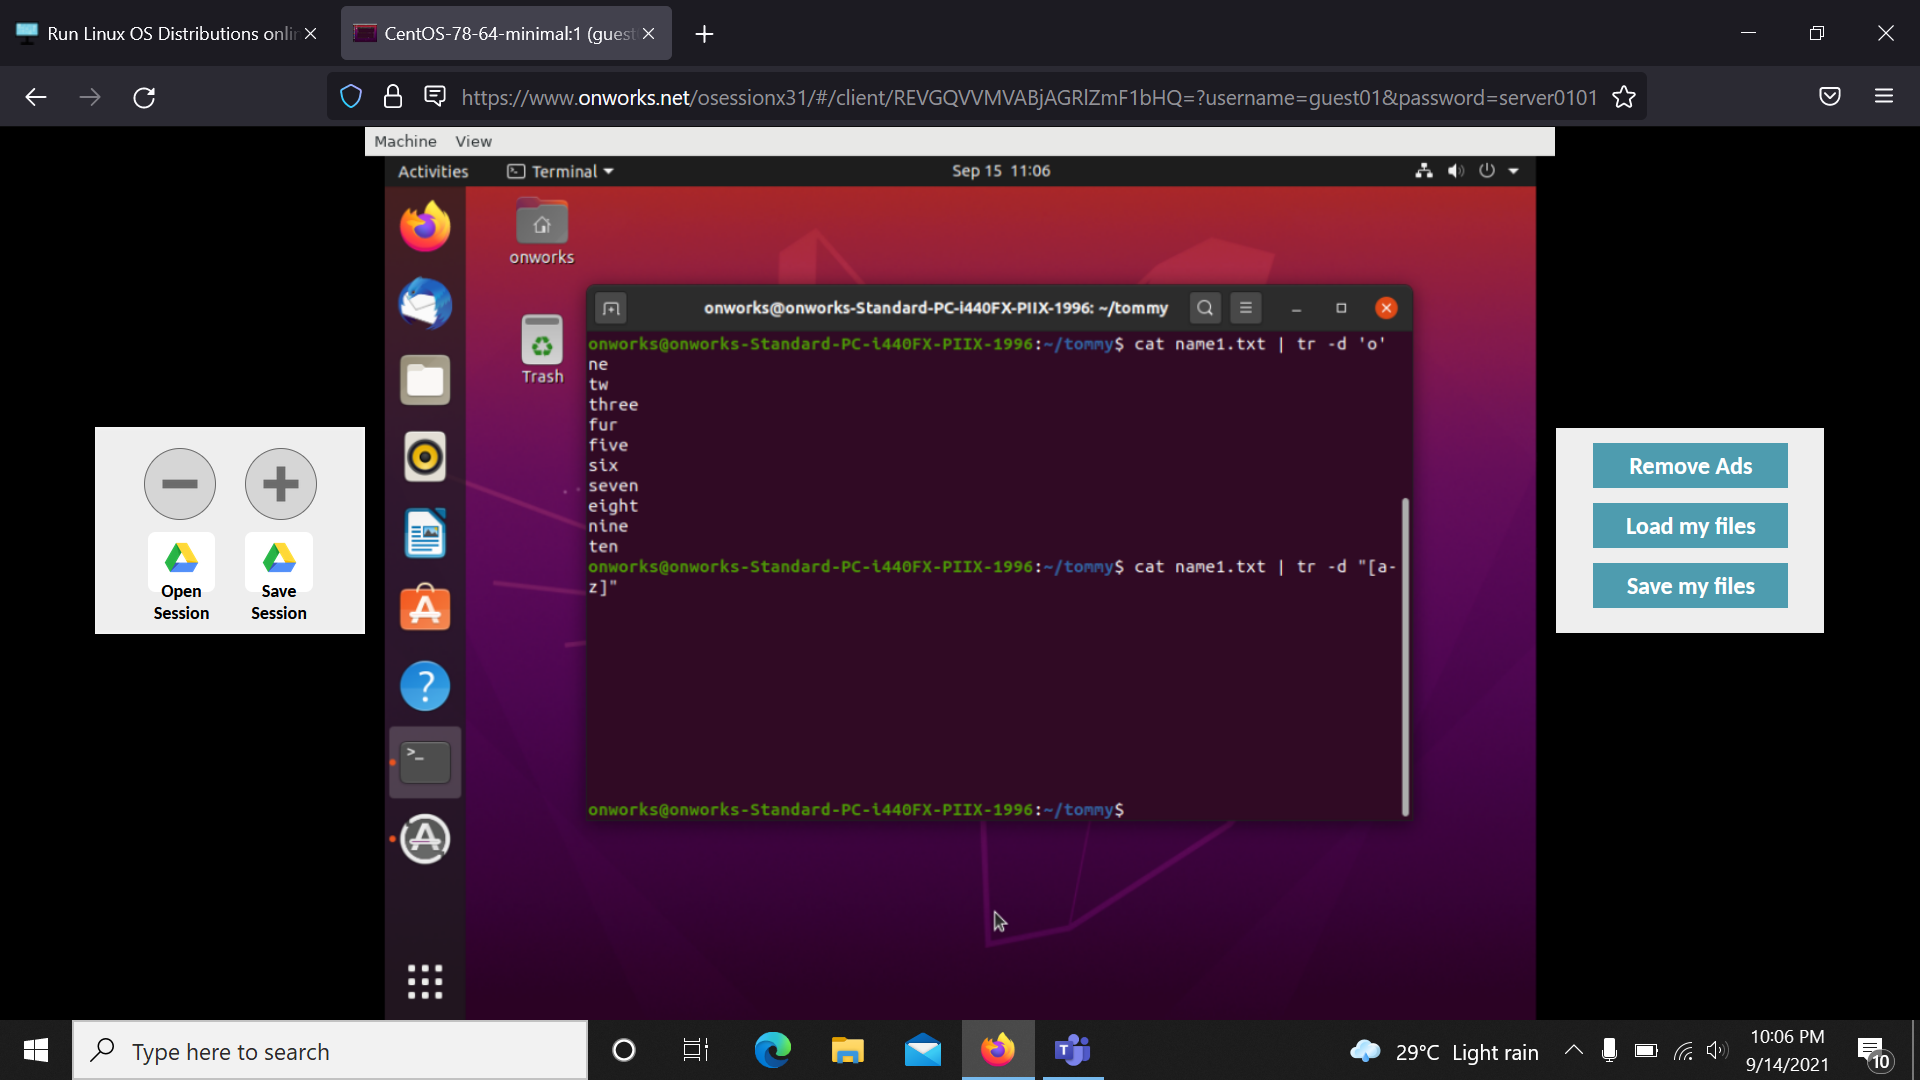 Run Linux OS Distributions onlin
CentOS-78-64-minimal:1 (guest
https://www.onworks.net/osessionx31/#/client/REVGQVVMVABjAGRlZmF1bHQ=?username=guest01&password=server0101
Machine View
Activities Terminal Sep 15 11:06
onworks
Trash
onworks@onworks-Standard-PC-i440FX-PIIX-1996: ~/tommy
onworks@onworks-Standard-PC-i440FX-PIIX-1996:~/tommy$ cat name1.txt | tr -d 'o'
ne
tw
three
fur
five
six
seven
eight
nine
ten
onworks@onworks-Standard-PC-i440FX-PIIX-1996:~/tommy$ cat name1.txt | tr -d "[a-
z]"
onworks@onworks-Standard-PC-i440FX-PIIX-1996:~/tommy$
Open
Session
Save
Session
Remove Ads
Load my files
Save my files
Type here to search
29°C Light rain
10:06 PM
9/14/2021
10